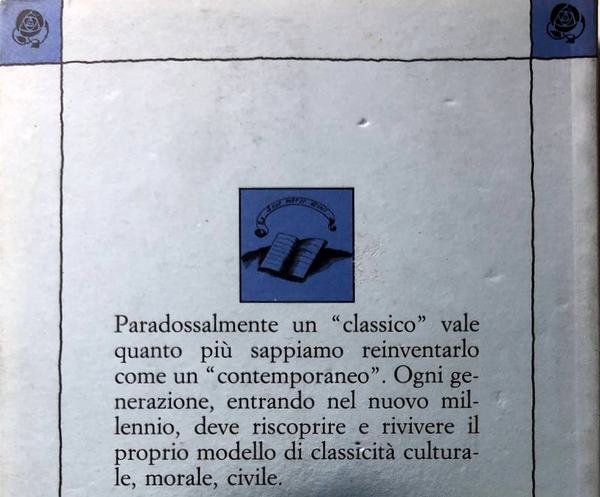 Paradossalmente un “classico” vale
quanto più sappiamo reinventarlo
come un “contemporaneo”. Ogni ge-
nerazione, entrando nel nuovo mil-
lennio, deve riscoprire e rivivere il
proprio modello di classicità cultura-
le, morale, civile.